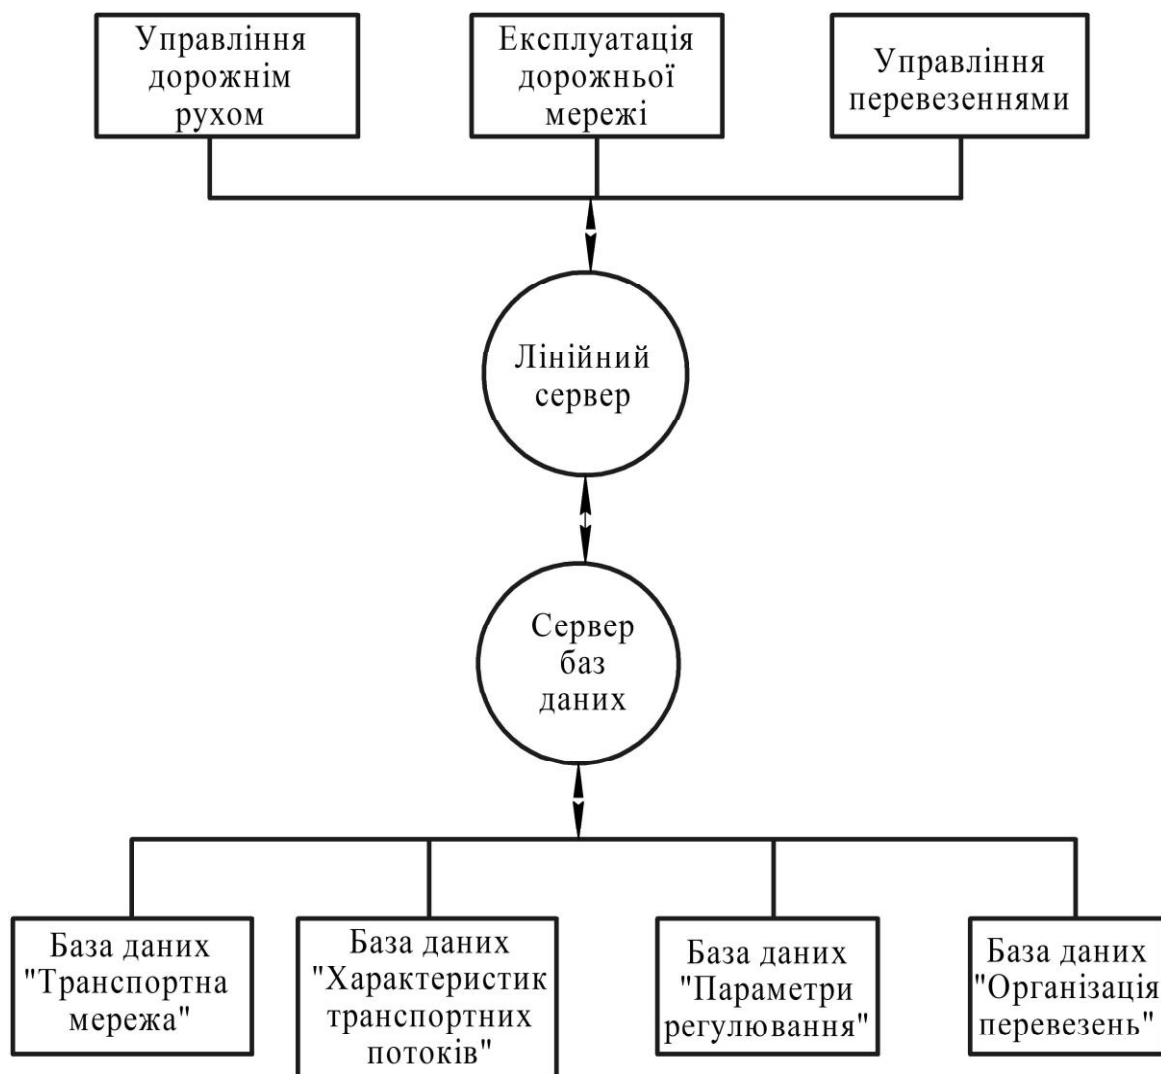 Управління
дорожнім
рухом
Експлуатація
дорожньої
мережі
Управління
перевезеннями
Лінійний
сервер
Сервер
баз
даних
База даних
"Транспортна
мережа"
База даних
"Характеристик
транспортних
потоків"
База даних
"Параметри
регулювання"
База даних
"Організація
перевезень"